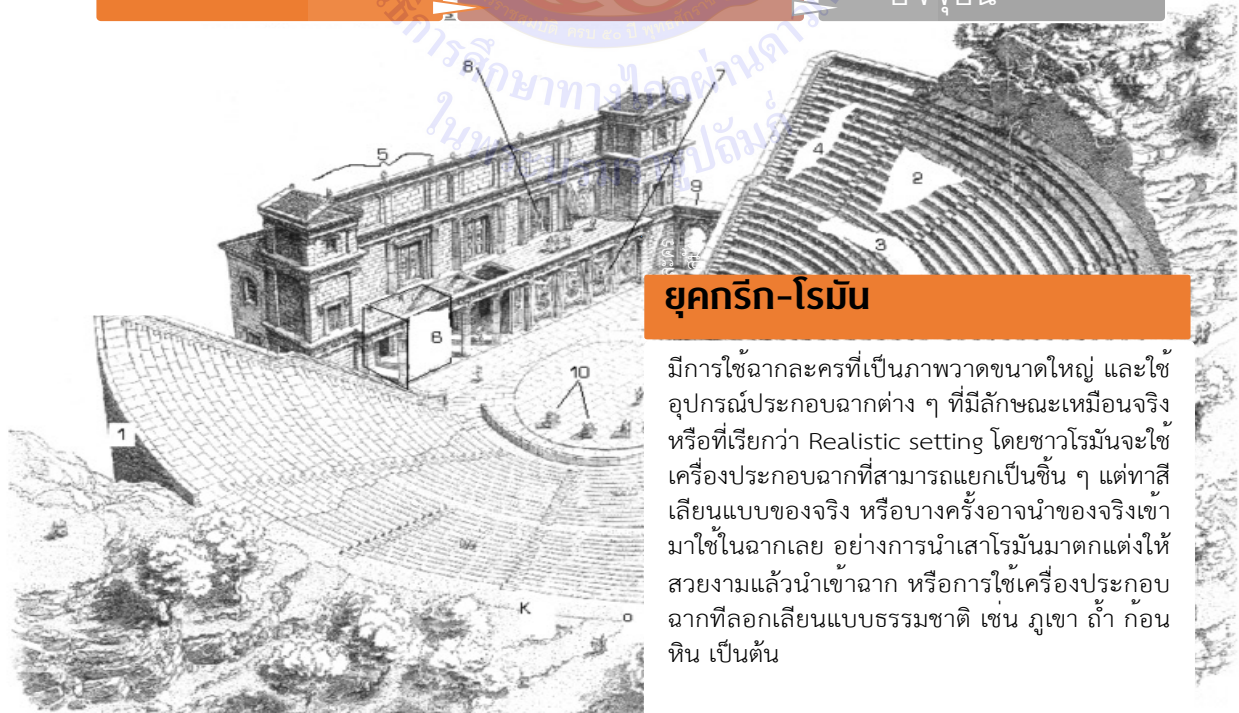 ปัจจุบัน
8
7
5
4
2
9
3
6
10
1
K
ยุคกรีก-โรมัน
มีการใช้ฉากละครที่เป็นภาพวาดขนาดใหญ่ และใช้
อุปกรณ์ประกอบฉากต่าง ๆ ที่มีลักษณะเหมือนจริง
หรือที่เรียกว่า Realistic setting โดยชาวโรมันจะใช้
เครื่องประกอบฉากที่สามารถแยกเป็นชิ้น ๆ แต่ทาสี
เลียนแบบของจริง หรือบางครั้งอาจนำของจริงเข้า
มาใช้ในฉากเลย อย่างการนำเสาโรมันมาตกแต่งให้
สวยงามแล้วนำเข้าฉาก หรือการใช้เครื่องประกอบ
ฉากทีลอกเลียนแบบธรรมชาติ เช่น ภูเขา ถ้ำ ก้อน
หิน เป็นต้น